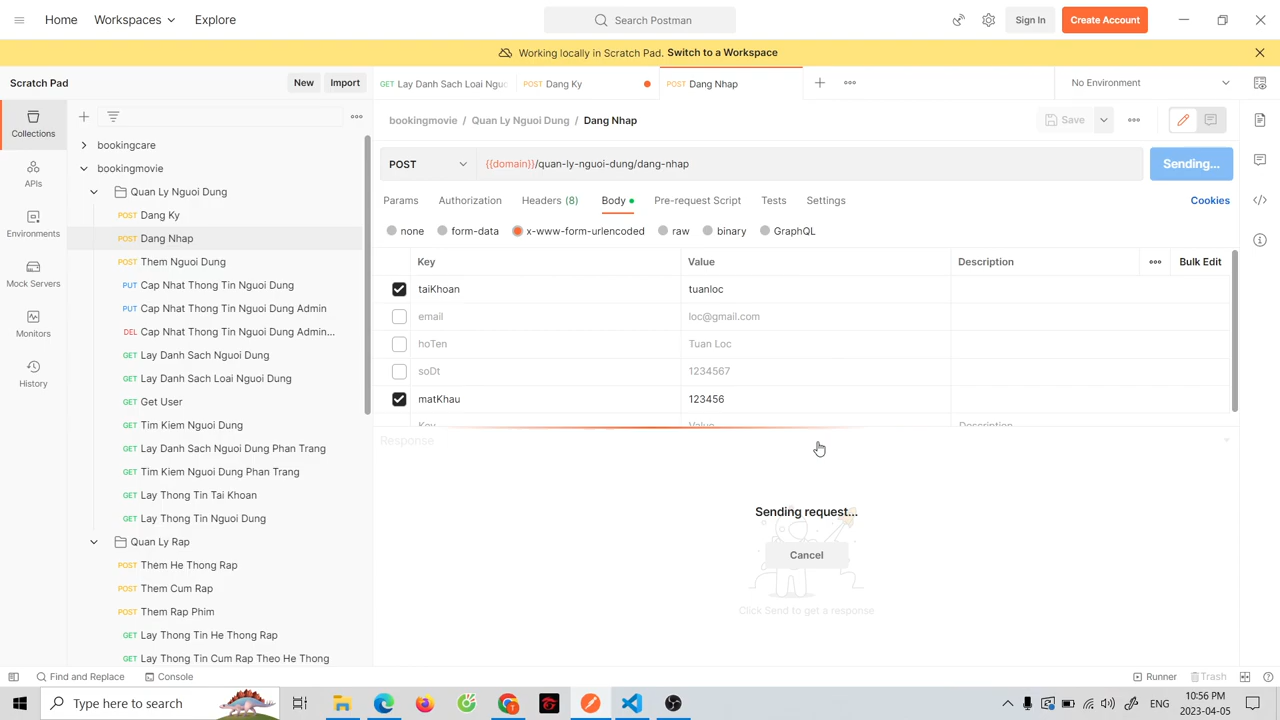 Home Workspaces Explore Search Postman Sign In Create Account
Working locally in Scratch Pad. Switch to a Workspace
Scratch Pad New Import GET Lay Danh Sach Loai Nguo POST Dang Ky POST Dang Nhap No Environment
Collections
APIs
Environments
Mock Servers
Monitors
History
bookingcare
bookingmovie
Quan Ly Nguoi Dung
POST Dang Ky
POST Dang Nhap
POST Them Nguoi Dung
PUT Cap Nhat Thong Tin Nguoi Dung
PUT Cap Nhat Thong Tin Nguoi Dung Admin
DEL Cap Nhat Thong Tin Nguoi Dung Admin...
GET Lay Danh Sach Nguoi Dung
GET Lay Danh Sach Loai Nguoi Dung
GET Get User
GET Tim Kiem Nguoi Dung
GET Lay Danh Sach Nguoi Dung Phan Trang
GET Tim Kiem Nguoi Dung Phan Trang
GET Lay Thong Tin Tai Khoan
GET Lay Thong Tin Nguoi Dung
Quan Ly Rap
POST Them He Thong Rap
POST Them Cum Rap
POST Them Rap Phim
GET Lay Thong Tin He Thong Rap
GET Lay Thong Tin Cum Rap Theo He Thong
bookingmovie / Quan Ly Nguoi Dung / Dang Nhap Save
POST {{domain}}/quan-ly-nguoi-dung/dang-nhap Sending...
Params Authorization Headers (8) Body Pre-request Script Tests Settings Cookies
none form-data x-www-form-urlencoded raw binary GraphQL
Key Value Description Bulk Edit
taiKhoan tuanloc
email loc@gmail.com
hoTen Tuan Loc
soDt 1234567
matKhau 123456
Key Value Description
Response
Sending request...
Cancel
Click Send to get a response
Find and Replace Console Runner Trash
Type here to search ENG 10:56 PM
2023-04-05